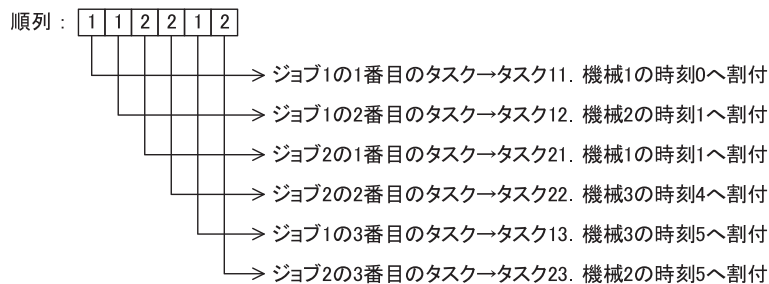 順列 : 1 1 2 2 1 2
ジョブ1の1番目のタスク→タスク11. 機械1の時刻0へ割付
ジョブ1の2番目のタスク→タスク12. 機械2の時刻1へ割付
ジョブ2の1番目のタスク→タスク21. 機械1の時刻1へ割付
ジョブ2の2番目のタスク→タスク22. 機械3の時刻4へ割付
ジョブ1の3番目のタスク→タスク13. 機械3の時刻5へ割付
ジョブ2の3番目のタスク→タスク23. 機械2の時刻5へ割付